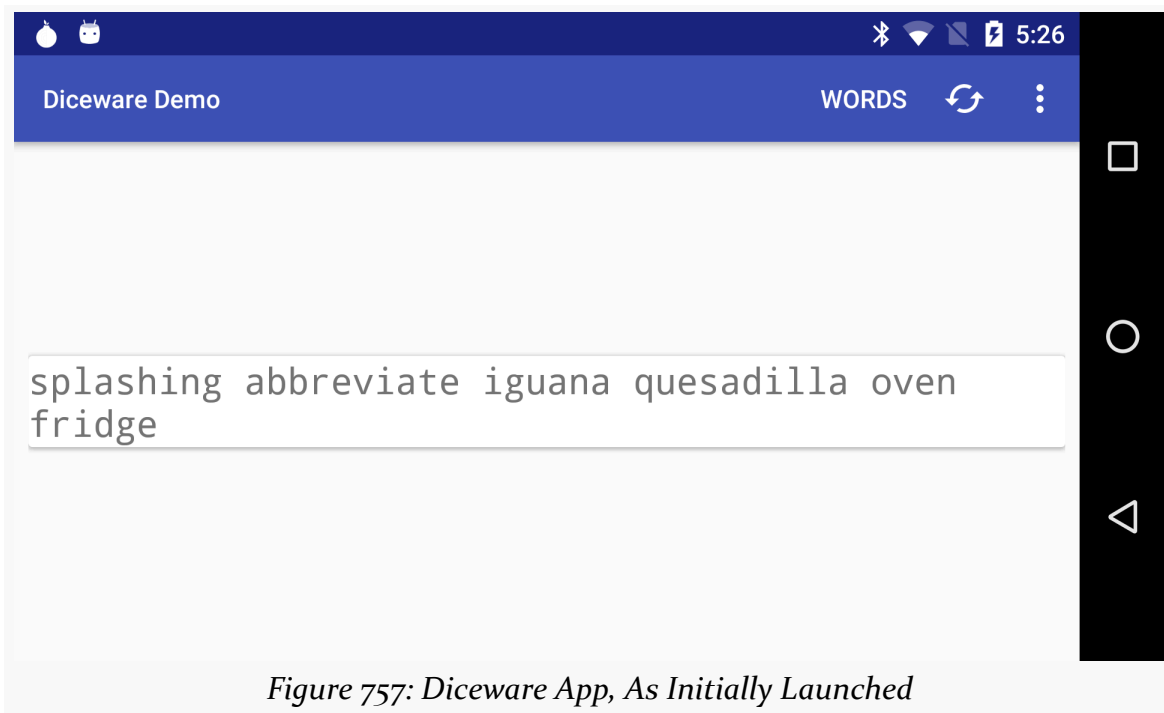 5:26
Diceware Demo WORDS
splashing abbreviate iguana quesadilla oven
fridge
Figure 757: Diceware App, As Initially Launched